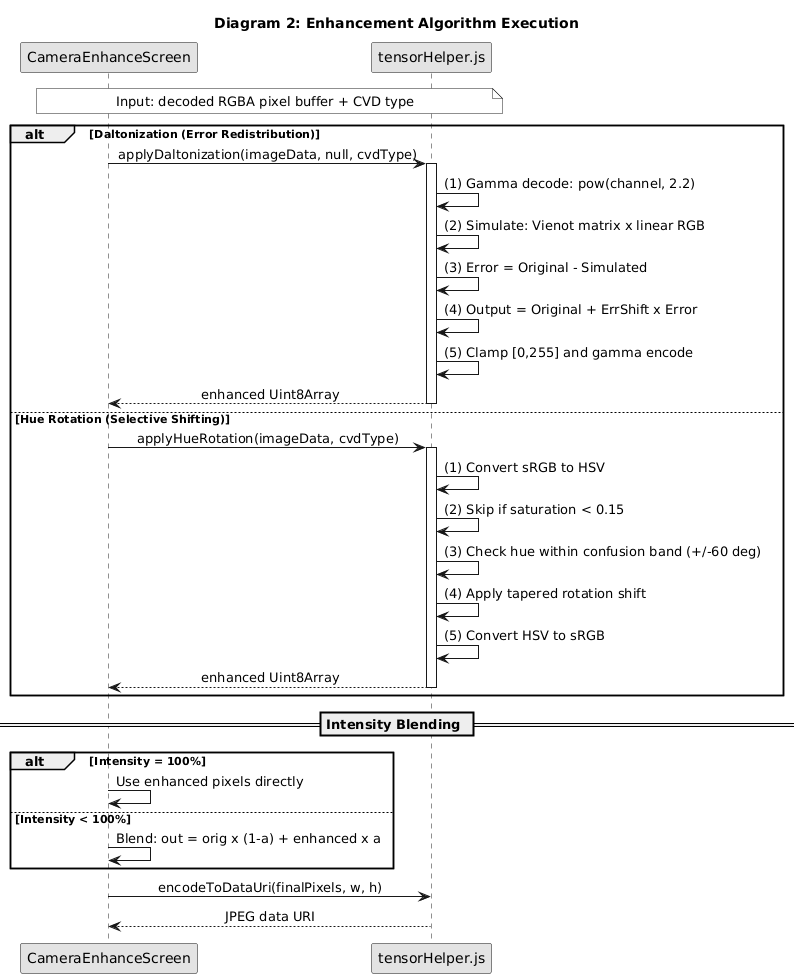 Diagram 2: Enhancement Algorithm Execution
CameraEnhanceScreen
tensorHelper.js
Input: decoded RGBA pixel buffer + CVD type
alt
[Daltonization (Error Redistribution)]
applyDaltonization(imageData, null, cvdType)
(1) Gamma decode: pow(channel, 2.2)
(2) Simulate: Vienot matrix x linear RGB
(3) Error = Original - Simulated
(4) Output = Original + ErrShift x Error
(5) Clamp [0,255] and gamma encode
enhanced Uint8Array
[Hue Rotation (Selective Shifting)]
applyHueRotation(imageData, cvdType)
(1) Convert sRGB to HSV
(2) Skip if saturation < 0.15
(3) Check hue within confusion band (+/-60 deg)
(4) Apply tapered rotation shift
(5) Convert HSV to sRGB
enhanced Uint8Array
Intensity Blending
alt
[Intensity = 100%]
Use enhanced pixels directly
[Intensity < 100%]
Blend: out = orig x (1-a) + enhanced x a
encodeToDataUri(finalPixels, w, h)
JPEG data URI
CameraEnhanceScreen
tensorHelper.js